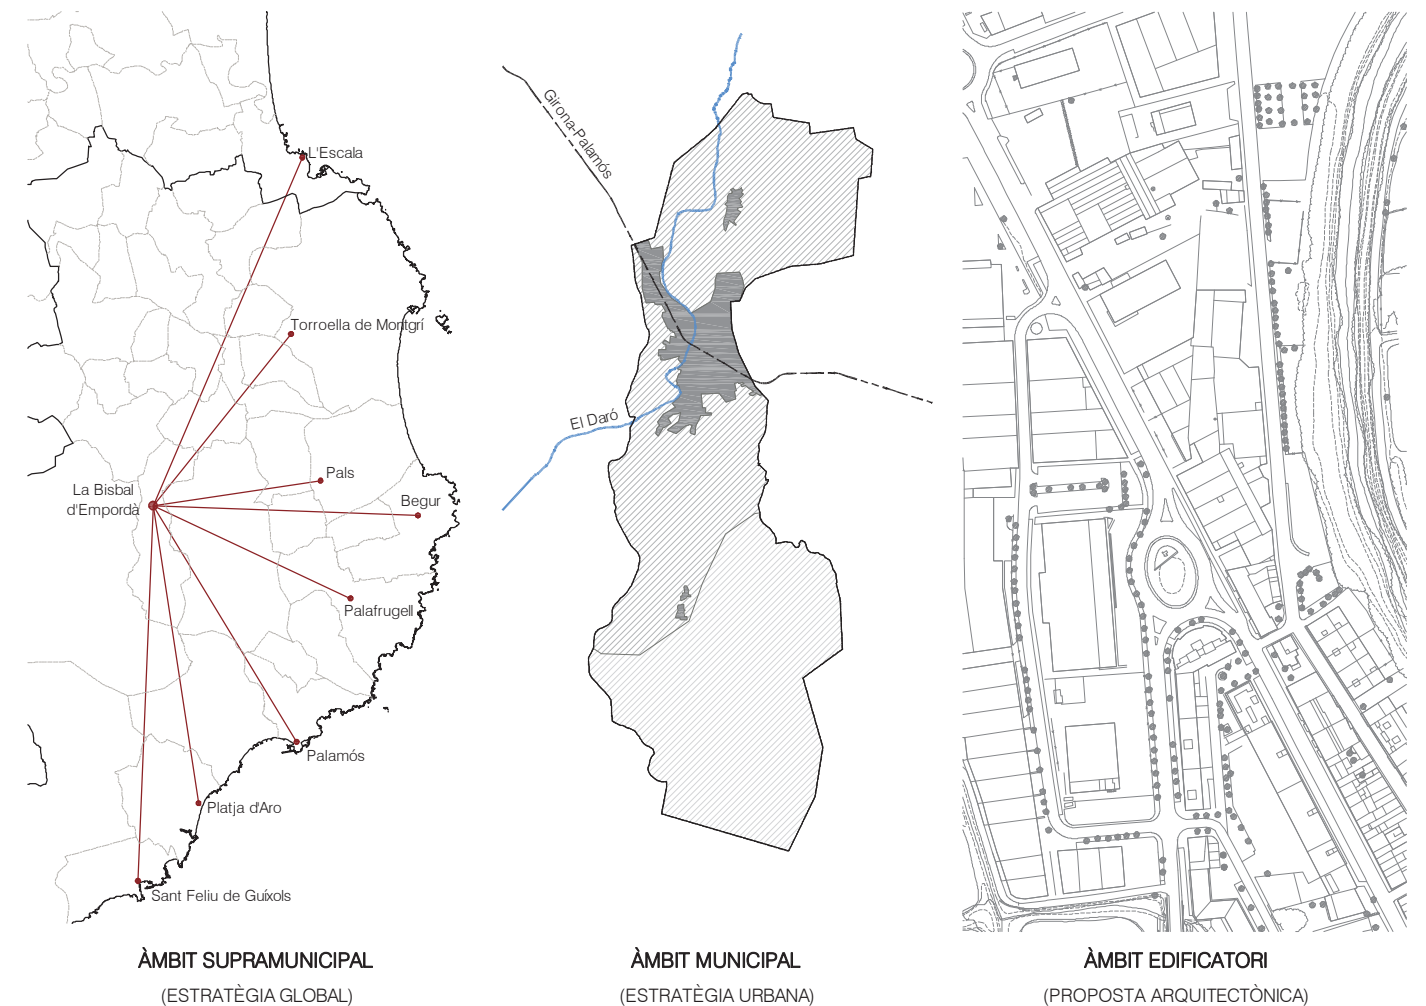 L'Escala
Torroella de Montgrí
Pals
La Bisbal
d'Empordà
Begur
Palafrugell
Palamós
Platja d'Aro
Sant Feliu de Guíxols
ÀMBIT SUPRAMUNICIPAL
(ESTRATÈGIA GLOBAL)
Girona-Palamós
El Daró
ÀMBIT MUNICIPAL
(ESTRATÈGIA URBANA)
ÀMBIT EDIFICATORI
(PROPOSTA ARQUITECTÒNICA)